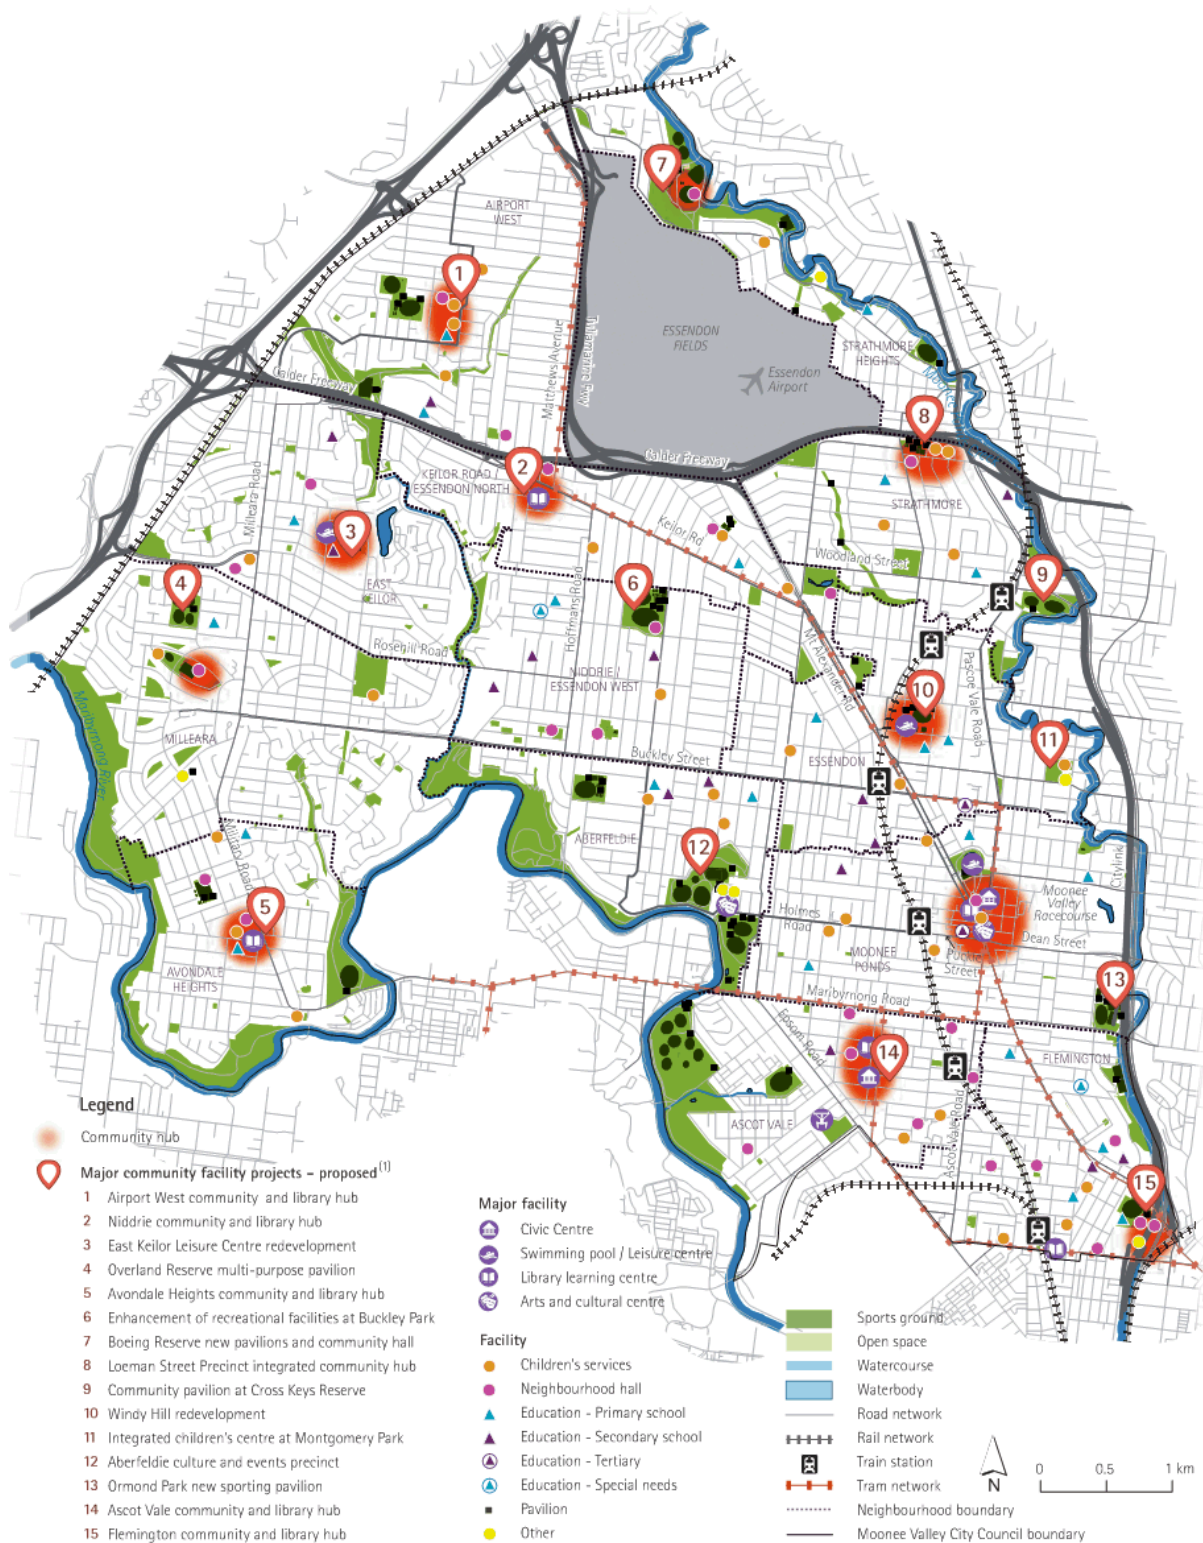 7
AIRPORT
WEST
1
ESSENDON
FIELDS
Essendon
Airport
STRATHMORE
HEIGHTS
Matthews Avenue
Tullamarine Fwy
Calder Freeway
Moonee
8
2
Calder Freeway
KEILOR ROAD /
ESSENDON NORTH
Milleara Road
STRATHMORE
Keilor Rd
3
Woodland Street
4
6
9
EAST
KEILOR
Hoffmans Road
Rosehill Road
Mt Alexander Rd
Pascoe Vale Road
NIDDRIE /
ESSENDON WEST
10
Maribyrnong River
MILLEARA
11
Buckley Street
ESSENDON
Military Road
ABERFELDIE
12
Citylink
5
Moonee
Valley
Racecourse
Holmes
Road
Dean Street
MOONEE
PONDS
Puckle
Street
AVONDALE
HEIGHTS
13
Maribyrnong Road
Epsom Road
14
FLEMINGTON
ASCOT VALE
Ascot Vale Road
15
Legend
Community hub
Major community facility projects – proposed(1)
1 Airport West community and library hub
2 Niddrie community and library hub
3 East Keilor Leisure Centre redevelopment
4 Overland Reserve multi-purpose pavilion
5 Avondale Heights community and library hub
6 Enhancement of recreational facilities at Buckley Park
7 Boeing Reserve new pavilions and community hall
8 Loeman Street Precinct integrated community hub
9 Community pavilion at Cross Keys Reserve
10 Windy Hill redevelopment
11 Integrated children's centre at Montgomery Park
12 Aberfeldie culture and events precinct
13 Ormond Park new sporting pavilion
14 Ascot Vale community and library hub
15 Flemington community and library hub
Major facility
Civic Centre
Swimming pool / Leisure centre
Library learning centre
Arts and cultural centre
Facility
Children's services
Neighbourhood hall
Education - Primary school
Education - Secondary school
Education - Tertiary
Education - Special needs
Pavilion
Other
Sports ground
Open space
Watercourse
Waterbody
Road network
Rail network
Train station
Tram network
Neighbourhood boundary
Moonee Valley City Council boundary
N
0 0.5 1 km